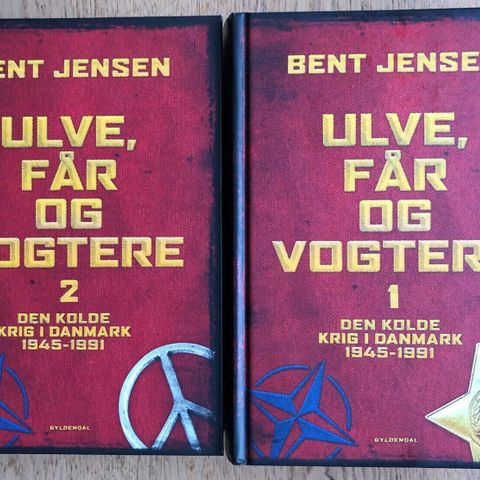 ENT JENSEN
ULVE,
FÅR
OG
OGTERE
2
DEN KOLDE
KRIG I DANMARK
1945-1991
GYLDENDAL
BENT JENSE
ULVE,
FÅR
OG
VOGTER
1
DEN KOLDE
KRIG I DANMARK
1945-1991
GYLDENDAL